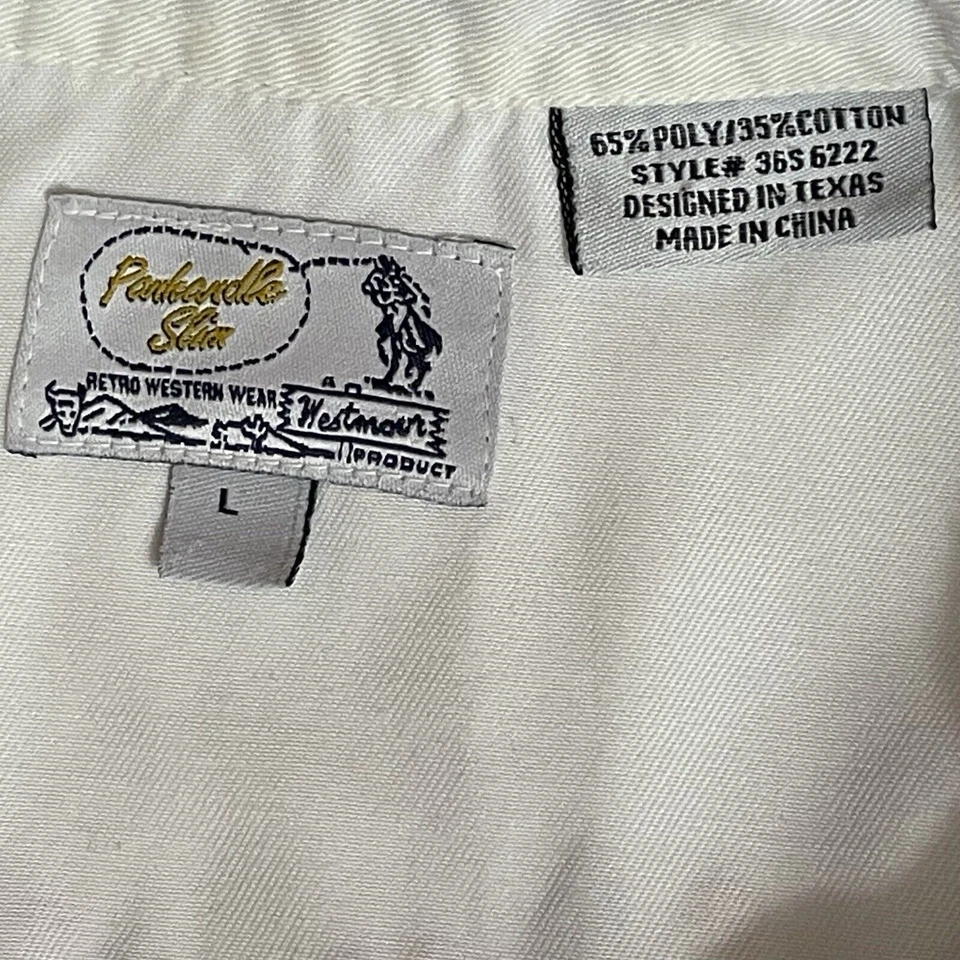 65% POLY/35% COTTON
STYLE# 36S 6222
DESIGNED IN TEXAS
MADE IN CHINA
Panhandle
Slim
RETRO WESTERN WEAR
A
Westmoor
PRODUCT
L